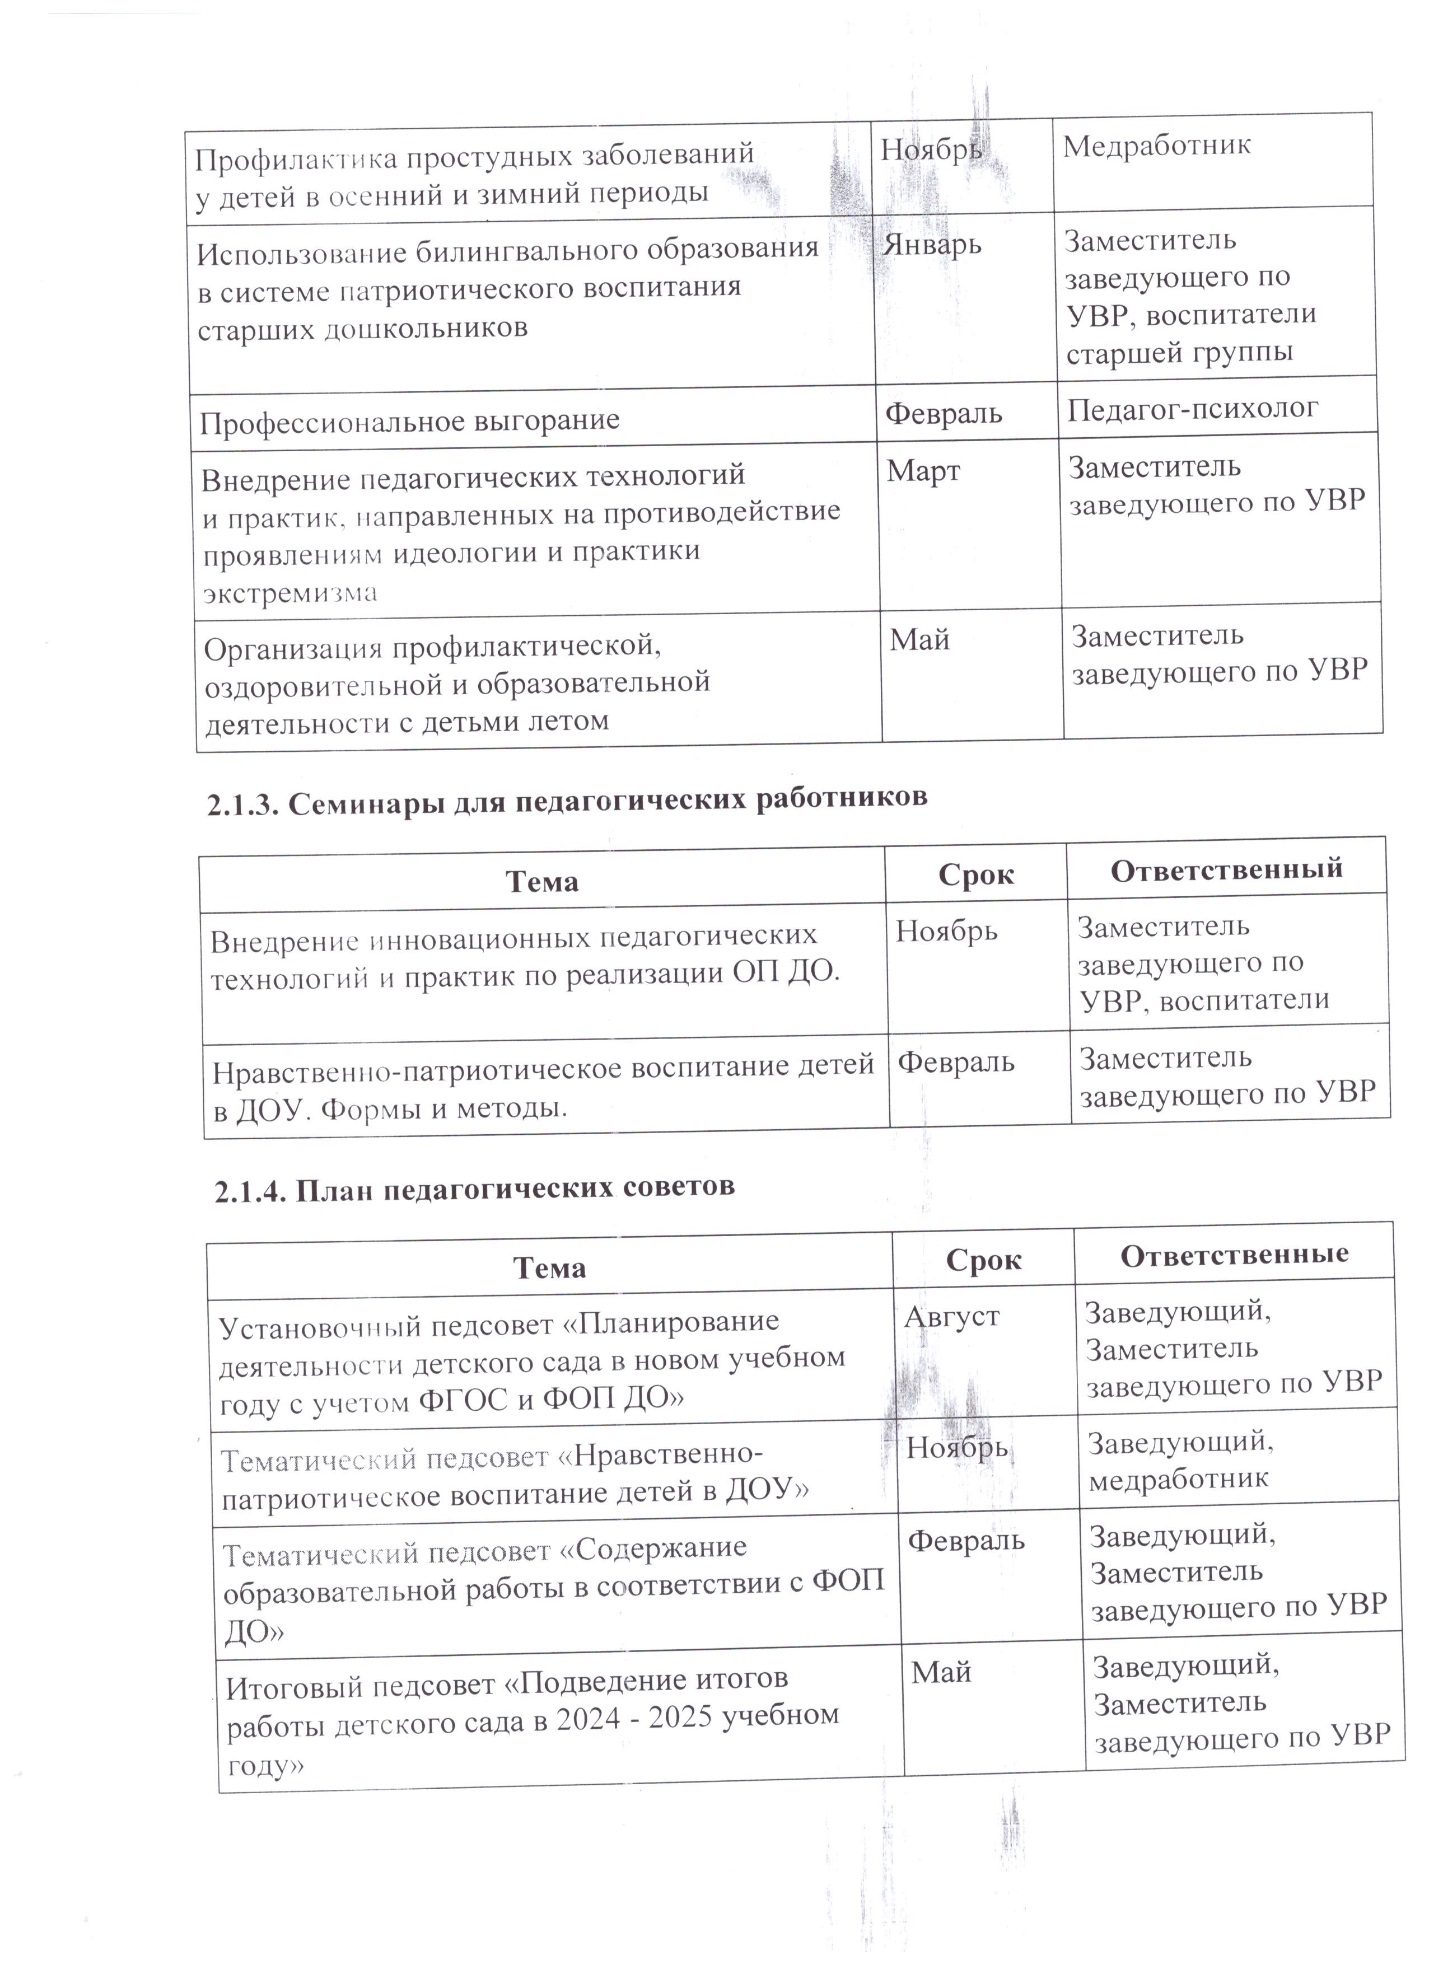 Профилактика простудных заболеваний
у детей в осенний и зимний периоды
Ноябрь
Медработник
Использование билингвального образования
в системе патриотического воспитания
старших дошкольников
Январь
Заместитель
заведующего по
УВР, воспитатели
старшей группы
Профессиональное выгорание
Февраль
Педагог-психолог
Внедрение педагогических технологий
и практик, направленных на противодействие
проявлениям идеологии и практики
экстремизма
Март
Заместитель
заведующего по УВР
Организация профилактической,
оздоровительной и образовательной
деятельности с детьми летом
Май
Заместитель
заведующего по УВР
2.1.3. Семинары для педагогических работников
Тема
Срок
Ответственный
Внедрение инновационных педагогических
технологий и практик по реализации ОП ДО.
Ноябрь
Заместитель
заведующего по
УВР, воспитатели
Нравственно-патриотическое воспитание детей
в ДОУ. Формы и методы.
Февраль
Заместитель
заведующего по УВР
2.1.4. План педагогических советов
Тема
Срок
Ответственные
Установочный педсовет «Планирование
деятельности детского сада в новом учебном
году с учетом ФГОС и ФОП ДО»
Август
Заведующий,
Заместитель
заведующего по УВР
Тематический педсовет «Нравственно-
патриотическое воспитание детей в ДОУ»
Ноябрь
Заведующий,
медработник
Тематический педсовет «Содержание
образовательной работы в соответствии с ФОП
ДО»
Февраль
Заведующий,
Заместитель
заведующего по УВР
Итоговый педсовет «Подведение итогов
работы детского сада в 2024 - 2025 учебном
году»
Май
Заведующий,
Заместитель
заведующего по УВР